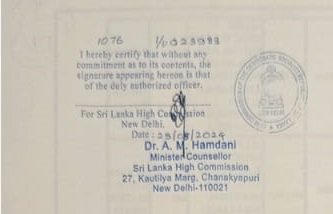 1076 1/0023983
I hereby certify that without any
commitment as to its contents, the
signature appearing hereon is that
of the duly authorized officer.
For Sri Lanka High Commission
New Delhi.
Date: 29/08/2024
Dr. A. M. Hamdani
Minister Counsellor
Sri Lanka High Commission
27, Kautilya Marg, Chanakyapuri
New Delhi-110021